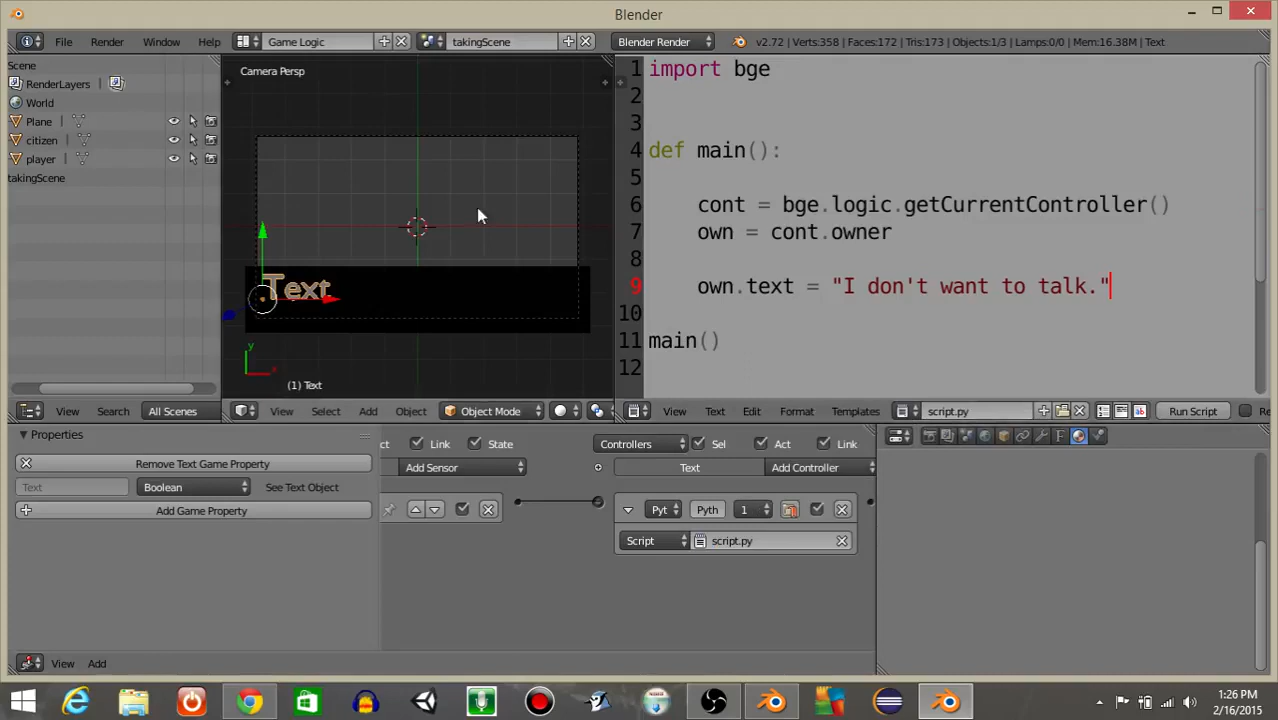 Blender
File Render Window Help Game Logic takingScene Blender Render v2.72 | Verts:358 | Faces:172 | Tris:173 | Objects:1/3 | Lamps:0/0 | Mem:16.38M | Text
Scene
RenderLayers
World
Plane
citizen
player
takingScene
Camera Persp
Text
y
x
(1) Text
1 import bge
2
3
4 def main():
5
6 cont = bge.logic.getCurrentController()
7 own = cont.owner
8
9 own.text = "I don't want to talk."
10
11 main()
12
View Search All Scenes
View Select Add Object Object Mode
View Text Edit Format Templates script.py Run Script Re
Properties
Remove Text Game Property
Text Boolean See Text Object
Add Game Property
ct Link State Controllers Sel Act Link
Add Sensor Text Add Controller
Pyt Pyth 1
Script script.py
View Add
1:26 PM
2/16/2015